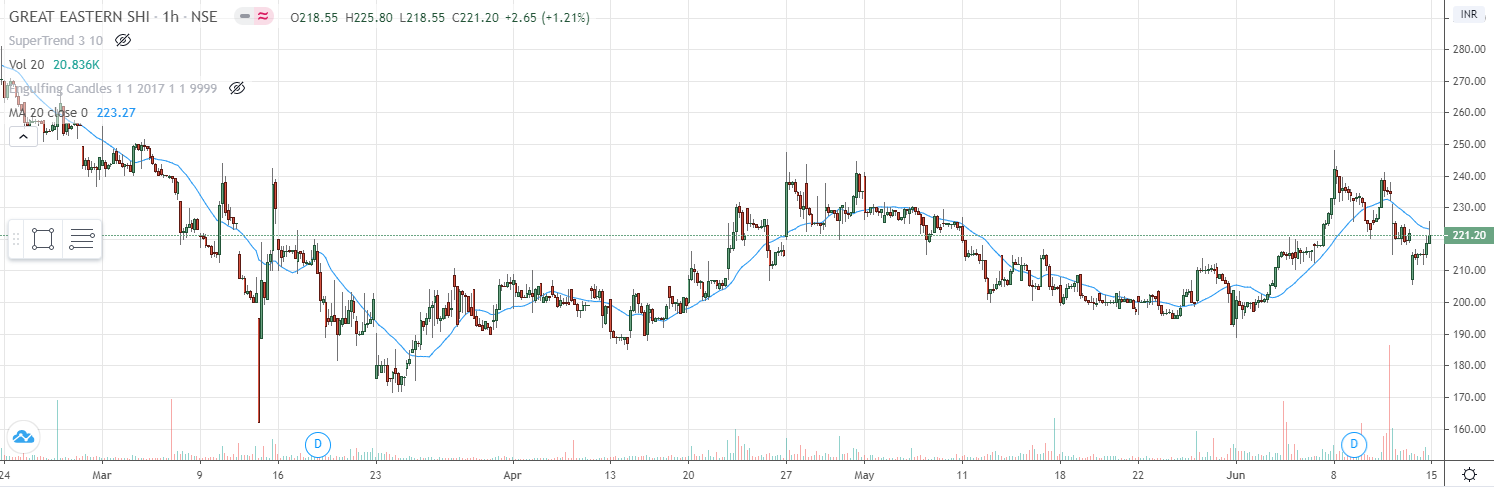 GREAT EASTERN SHI · 1h · NSE O218.55 H225.80 L218.55 C221.20 +2.65 (+1.21%)
SuperTrend 3 10
Vol 20 20.836K
Engulfing Candles 1 1 2017 1 1 9999
MA 20 close 0 223.27
INR
280.00
270.00
260.00
250.00
240.00
230.00
221.20
210.00
200.00
190.00
180.00
170.00
160.00
D D
24 Mar 9 16 23 Apr 13 20 27 May 11 18 22 Jun 8 15